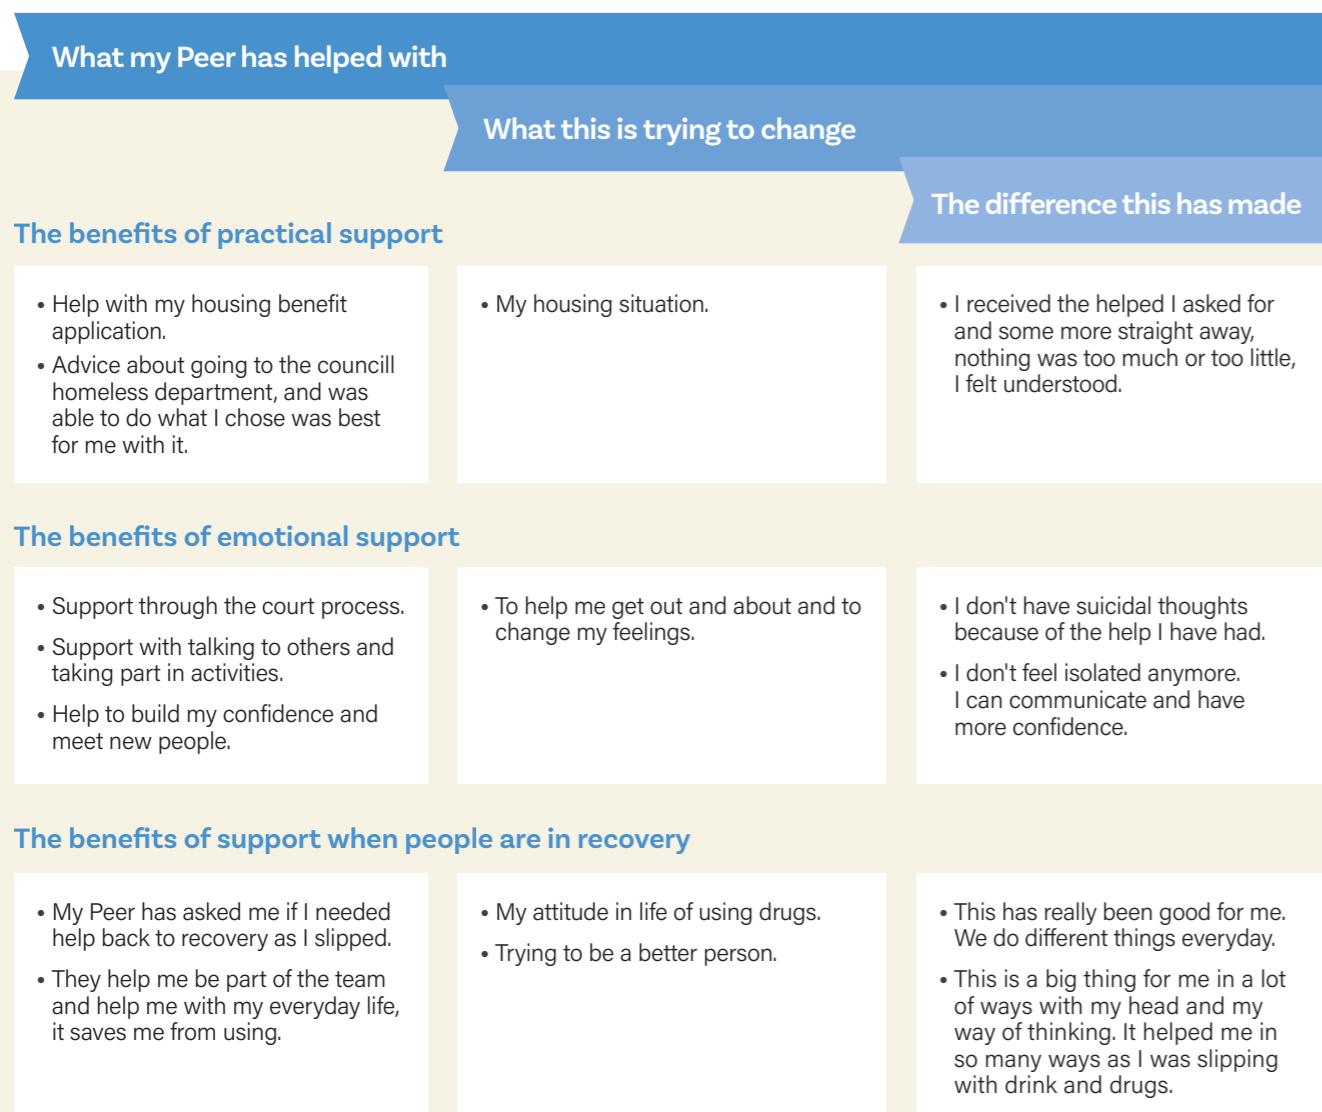 What my Peer has helped with
What this is trying to change
The difference this has made
The benefits of practical support
• Help with my housing benefit
application.
• Advice about going to the councill
homeless department, and was
able to do what I chose was best
for me with it.
• My housing situation.
• I received the helped I asked for
and some more straight away,
nothing was too much or too little,
I felt understood.
The benefits of emotional support
• Support through the court process.
• Support with talking to others and
taking part in activities.
• Help to build my confidence and
meet new people.
• To help me get out and about and to
change my feelings.
• I don't have suicidal thoughts
because of the help I have had.
• I don't feel isolated anymore.
I can communicate and have
more confidence.
The benefits of support when people are in recovery
• My Peer has asked me if I needed
help back to recovery as I slipped.
• They help me be part of the team
and help me with my everyday life,
it saves me from using.
• My attitude in life of using drugs.
• Trying to be a better person.
• This has really been good for me.
We do different things everyday.
• This is a big thing for me in a lot
of ways with my head and my
way of thinking. It helped me in
so many ways as I was slipping
with drink and drugs.